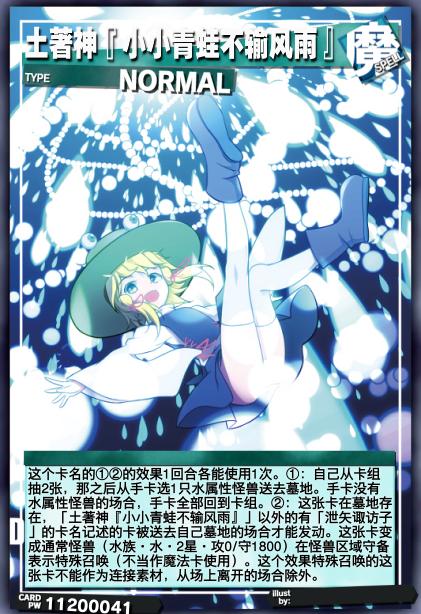 土著神『小小青蛙不输风雨』
魔
SPELL
TYPE
NORMAL
这个卡名的①②的效果1回合各能使用1次。①：自己从卡组
抽2张，那之后从手卡选1只水属性怪兽送去墓地。手卡没有
水属性怪兽的场合，手卡全部回到卡组。②：这张卡在墓地存
在，「土著神『小小青蛙不输风雨』」以外的有「泄矢诹访子」
的卡名记述的卡被送去自己墓地的场合才能发动。这张卡变
成通常怪兽（水族・水・2星・攻0/守1800）在怪兽区域守备
表示特殊召唤（不当作魔法卡使用）。这个效果特殊召唤的这
张卡不能作为连接素材，从场上离开的场合除外。
CARD
PW 11200041
illust
by: